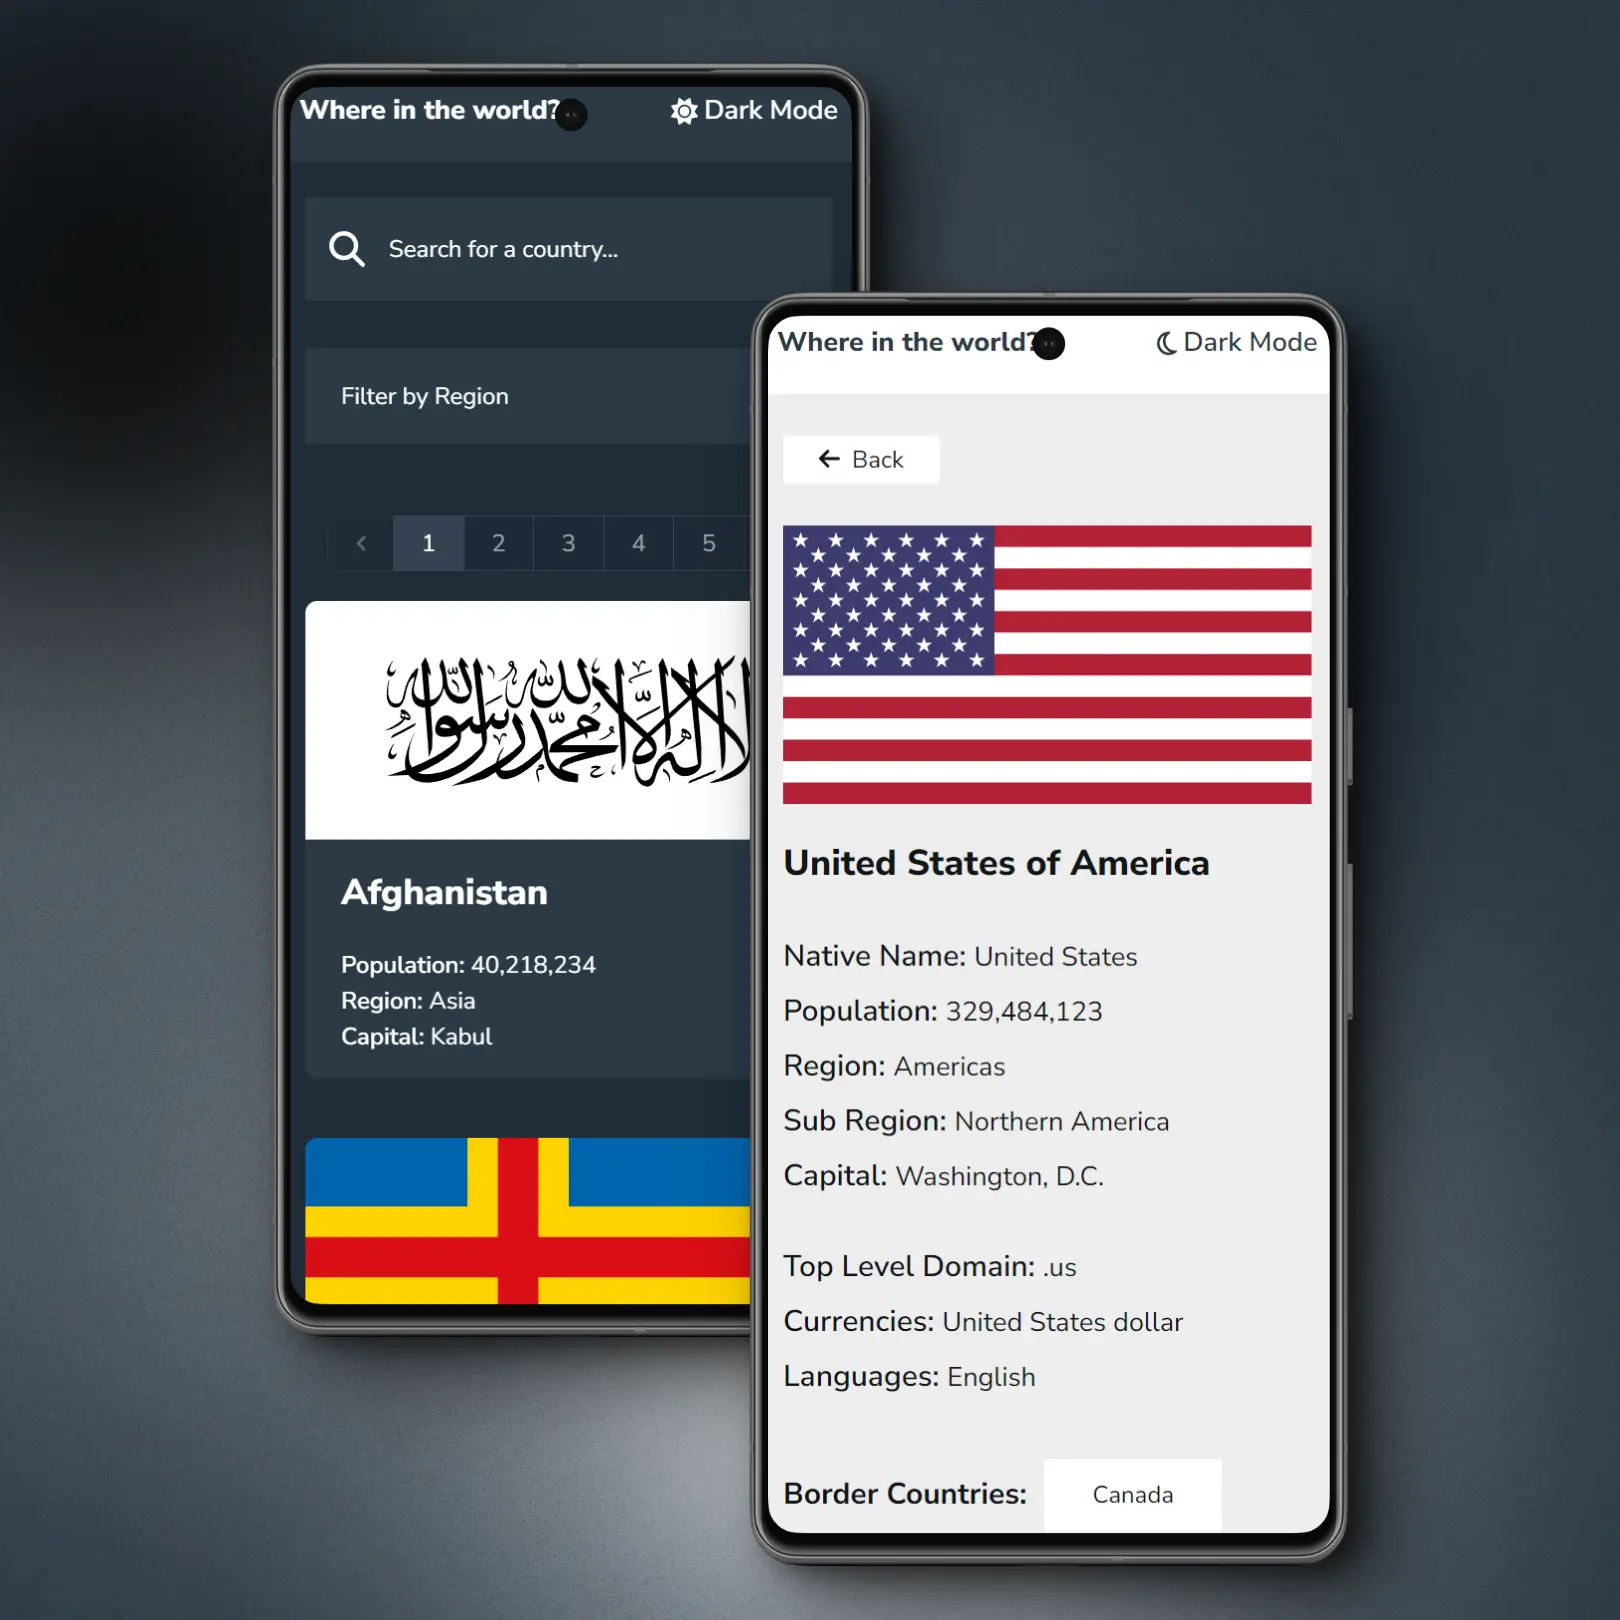 Where in the world?
Dark Mode
Search for a country...
Filter by Region
1 2 3 4 5
لا إله إلا الله محمد رسول الله
Afghanistan
Population: 40,218,234
Region: Asia
Capital: Kabul
Where in the world?
Dark Mode
Back
United States of America
Native Name: United States
Population: 329,484,123
Region: Americas
Sub Region: Northern America
Capital: Washington, D.C.
Top Level Domain: .us
Currencies: United States dollar
Languages: English
Border Countries: Canada